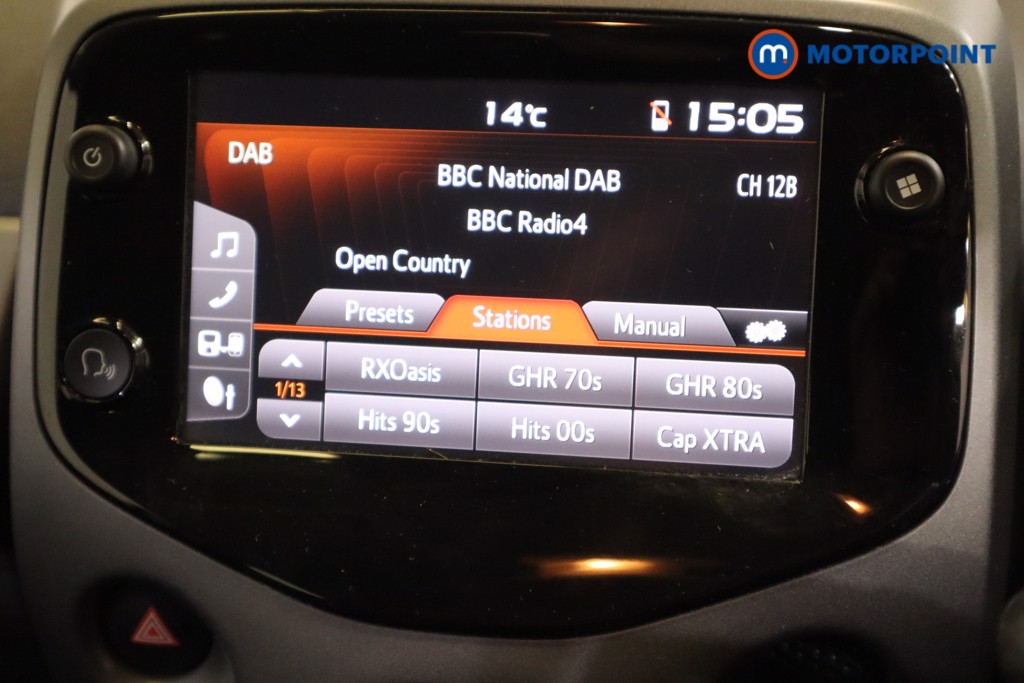 m MOTORPOINT
14°C 15:05
DAB
BBC National DAB CH 12B
BBC Radio4
Open Country
Presets Stations Manual
1/13
RXOasis GHR 70s GHR 80s
Hits 90s Hits 00s Cap XTRA